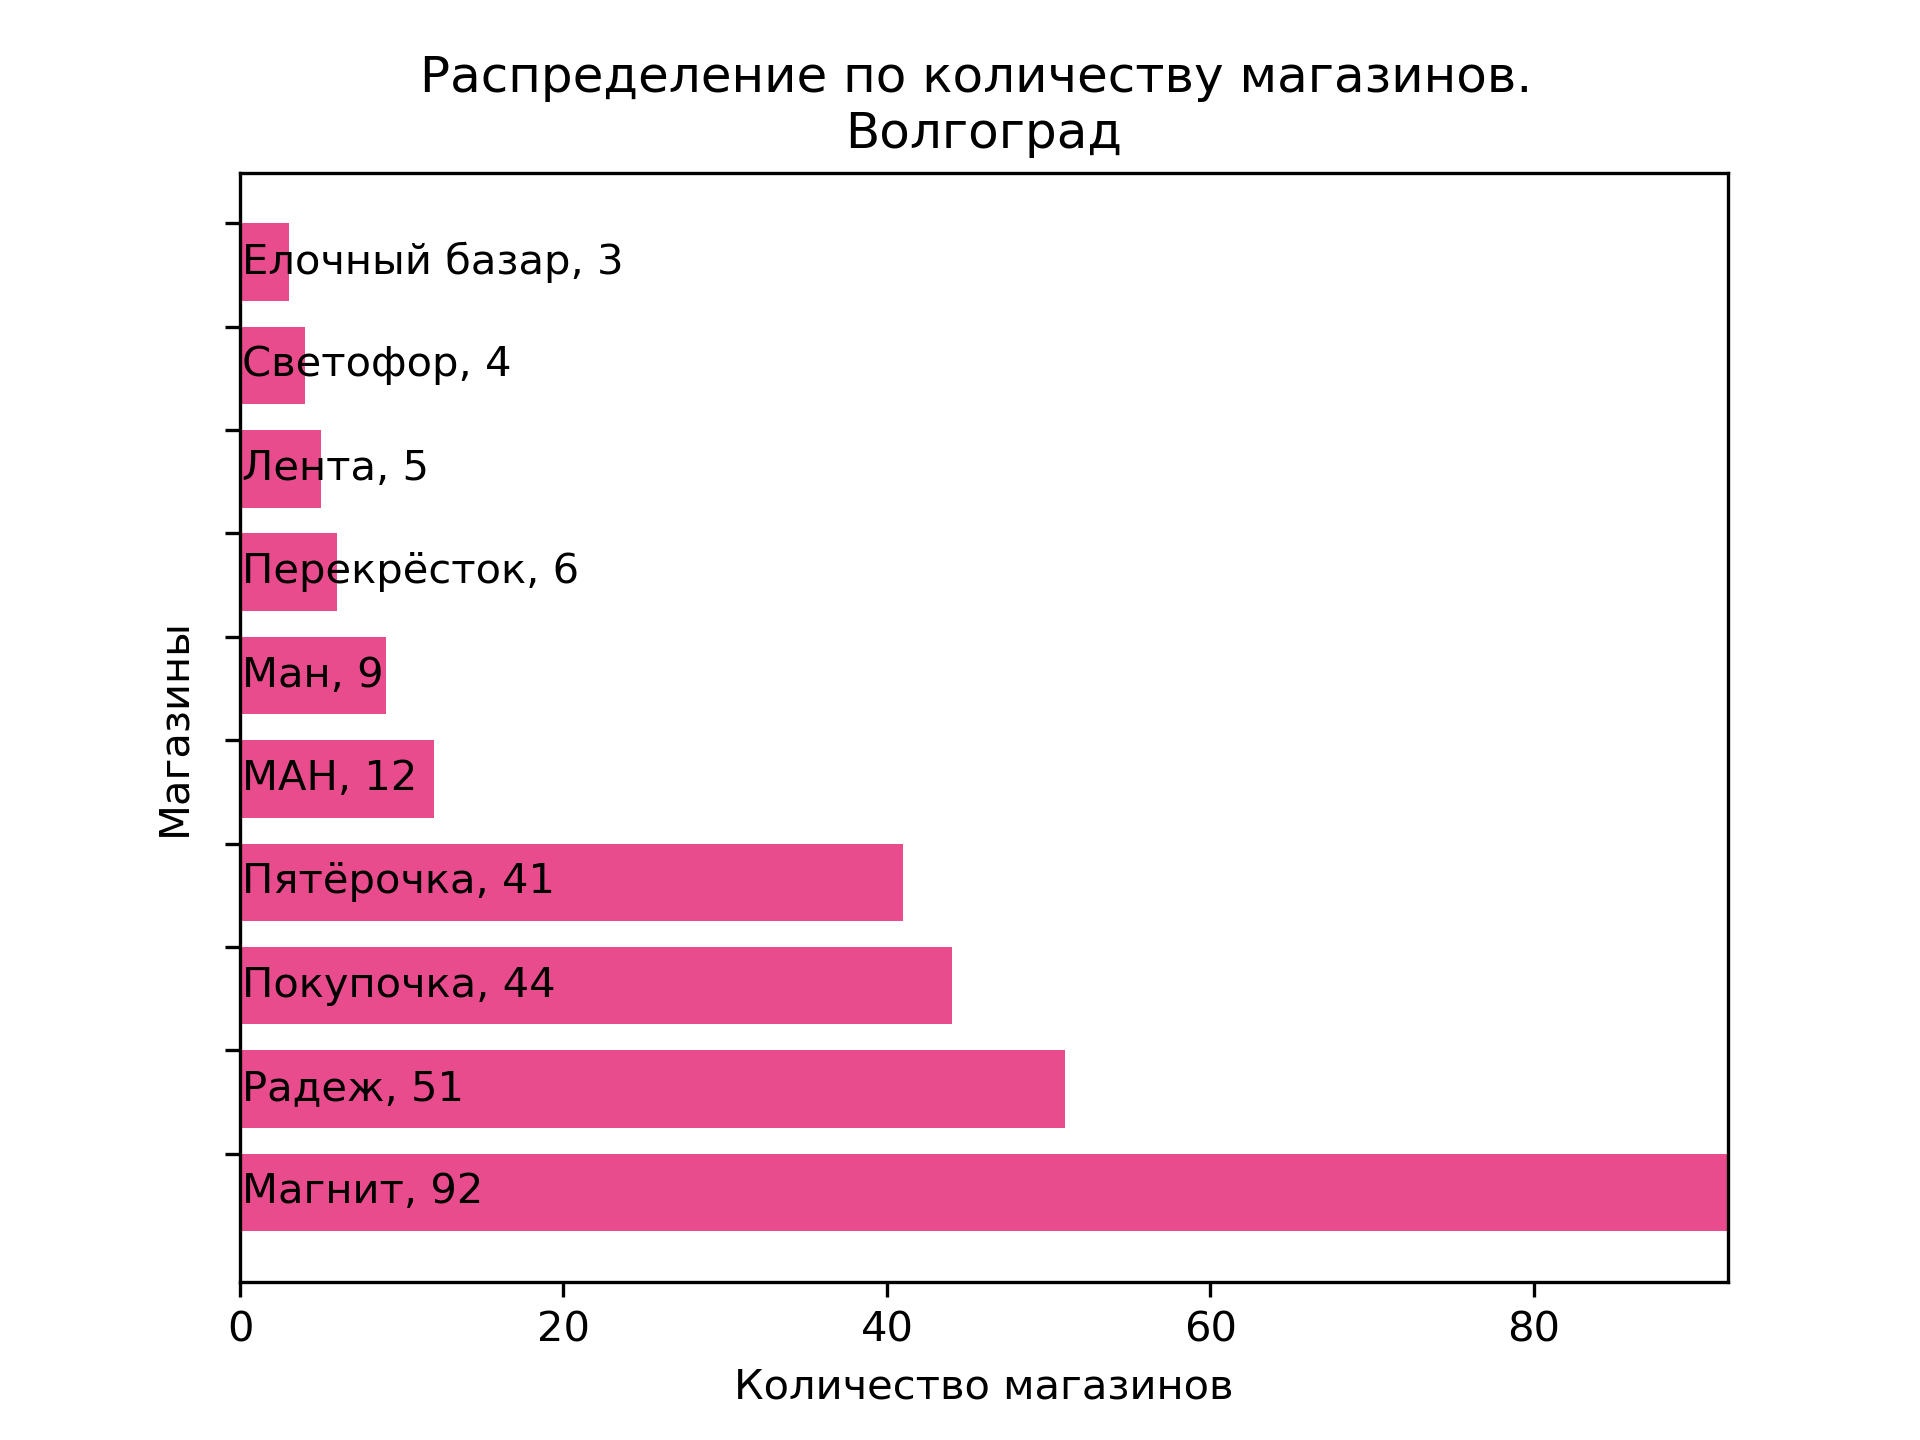 Распределение по количеству магазинов.
Волгоград
Елочный базар, 3
Светофор, 4
Лента, 5
Перекрёсток, 6
Ман, 9
МАН, 12
Пятёрочка, 41
Покупочка, 44
Радеж, 51
Магнит, 92
Магазины
0 20 40 60 80
Количество магазинов